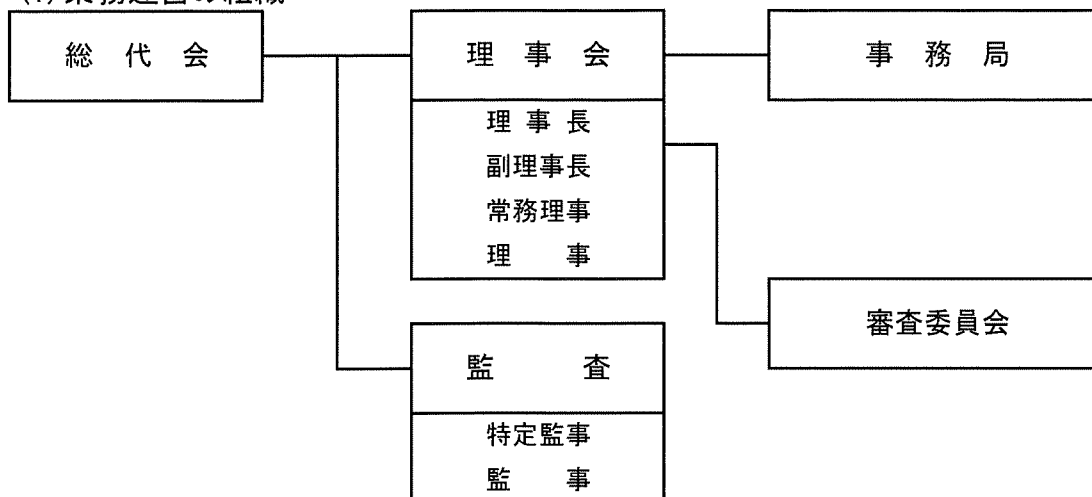 総 代 会
理 事 会
事 務 局
理 事 長
副理事長
常務理事
理 事
審査委員会
監 査
特定監事
監 事